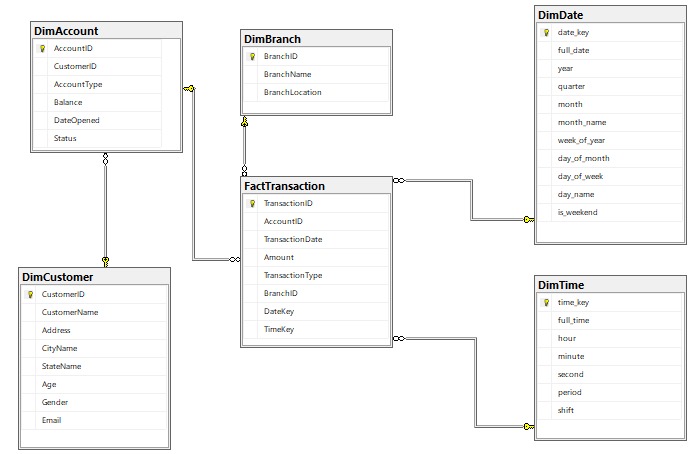 DimAccount
AccountID
CustomerID
AccountType
Balance
DateOpened
Status
DimBranch
BranchID
BranchName
BranchLocation
DimDate
date_key
full_date
year
quarter
month
month_name
week_of_year
day_of_month
day_of_week
day_name
is_weekend
FactTransaction
TransactionID
AccountID
TransactionDate
Amount
TransactionType
BranchID
DateKey
TimeKey
DimCustomer
CustomerID
CustomerName
Address
CityName
StateName
Age
Gender
Email
DimTime
time_key
full_time
hour
minute
second
period
shift